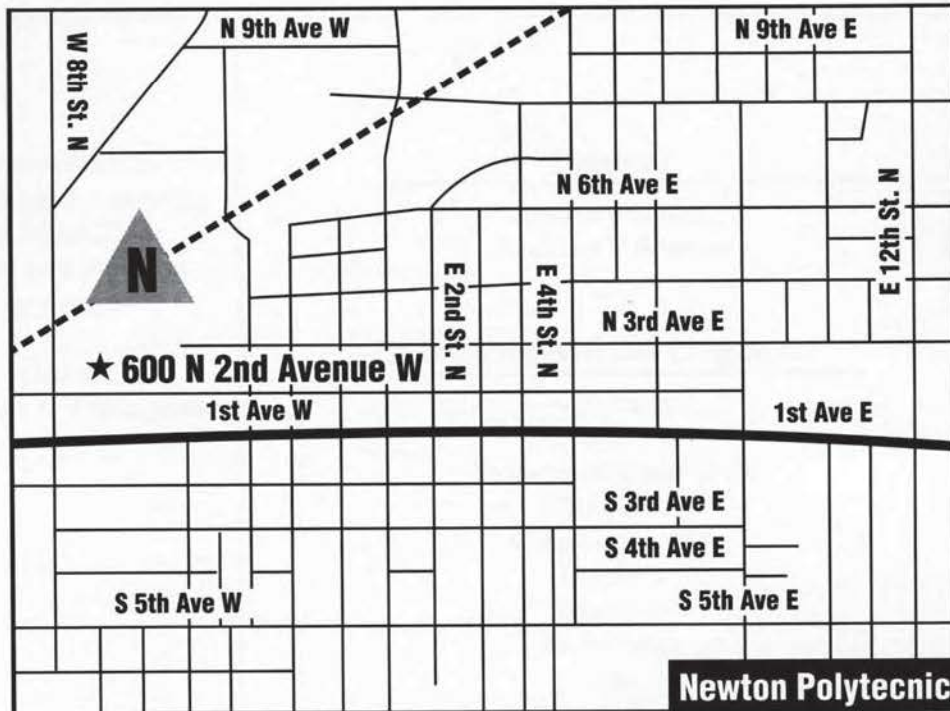 N 9th Ave W
N 9th Ave E
W 8th St. N
N 6th Ave E
E 12th St. N
N
E 2nd St. N
E 4th St. N
N 3rd Ave E
★ 600 N 2nd Avenue W
1st Ave W
1st Ave E
S 3rd Ave E
S 4th Ave E
S 5th Ave W
S 5th Ave E
Newton Polytecnic